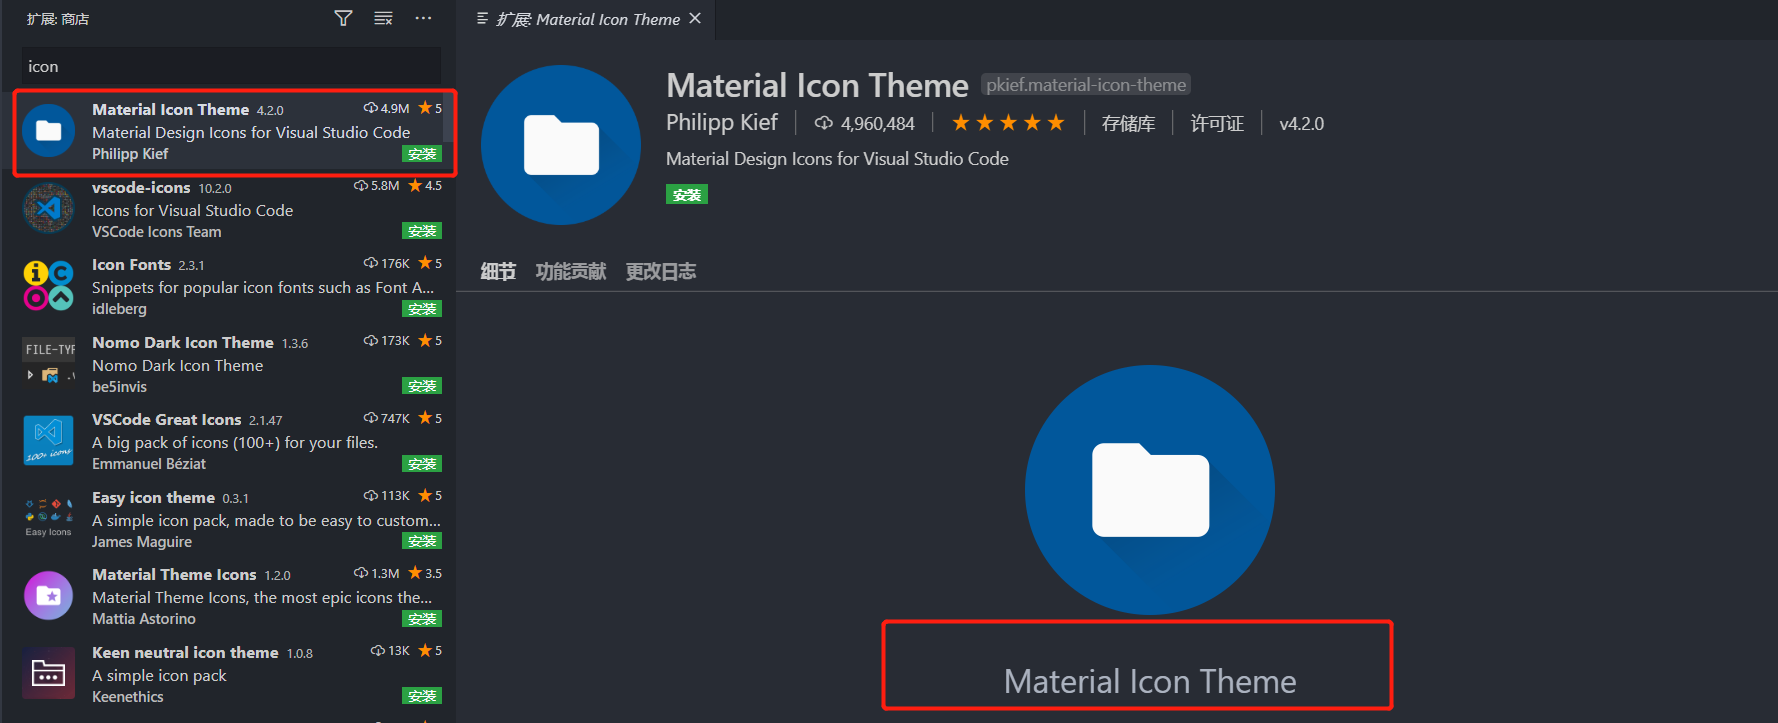 扩展: 商店
icon
Material Icon Theme 4.2.0 4.9M 5
Material Design Icons for Visual Studio Code
Philipp Kief 安装
vscode-icons 10.2.0 5.8M 4.5
Icons for Visual Studio Code
VSCode Icons Team 安装
Icon Fonts 2.3.1 176K 5
Snippets for popular icon fonts such as Font A...
idleberg 安装
FILE-TYP
Nomo Dark Icon Theme 1.3.6 173K 5
Nomo Dark Icon Theme
be5invis 安装
VSCode Great Icons 2.1.47 747K 5
A big pack of icons (100+) for your files.
100+ icons
Emmanuel Béziat 安装
Easy icon theme 0.3.1 113K 5
A simple icon pack, made to be easy to custom...
Easy Icons
James Maguire 安装
Material Theme Icons 1.2.0 1.3M 3.5
Material Theme Icons, the most epic icons the...
Mattia Astorino 安装
Keen neutral icon theme 1.0.8 13K 5
A simple icon pack
Keenethics 安装
扩展: Material Icon Theme
Material Icon Theme pkief.material-icon-theme
Philipp Kief 4,960,484 存储库 许可证 v4.2.0
Material Design Icons for Visual Studio Code
安装
细节 功能贡献 更改日志
Material Icon Theme